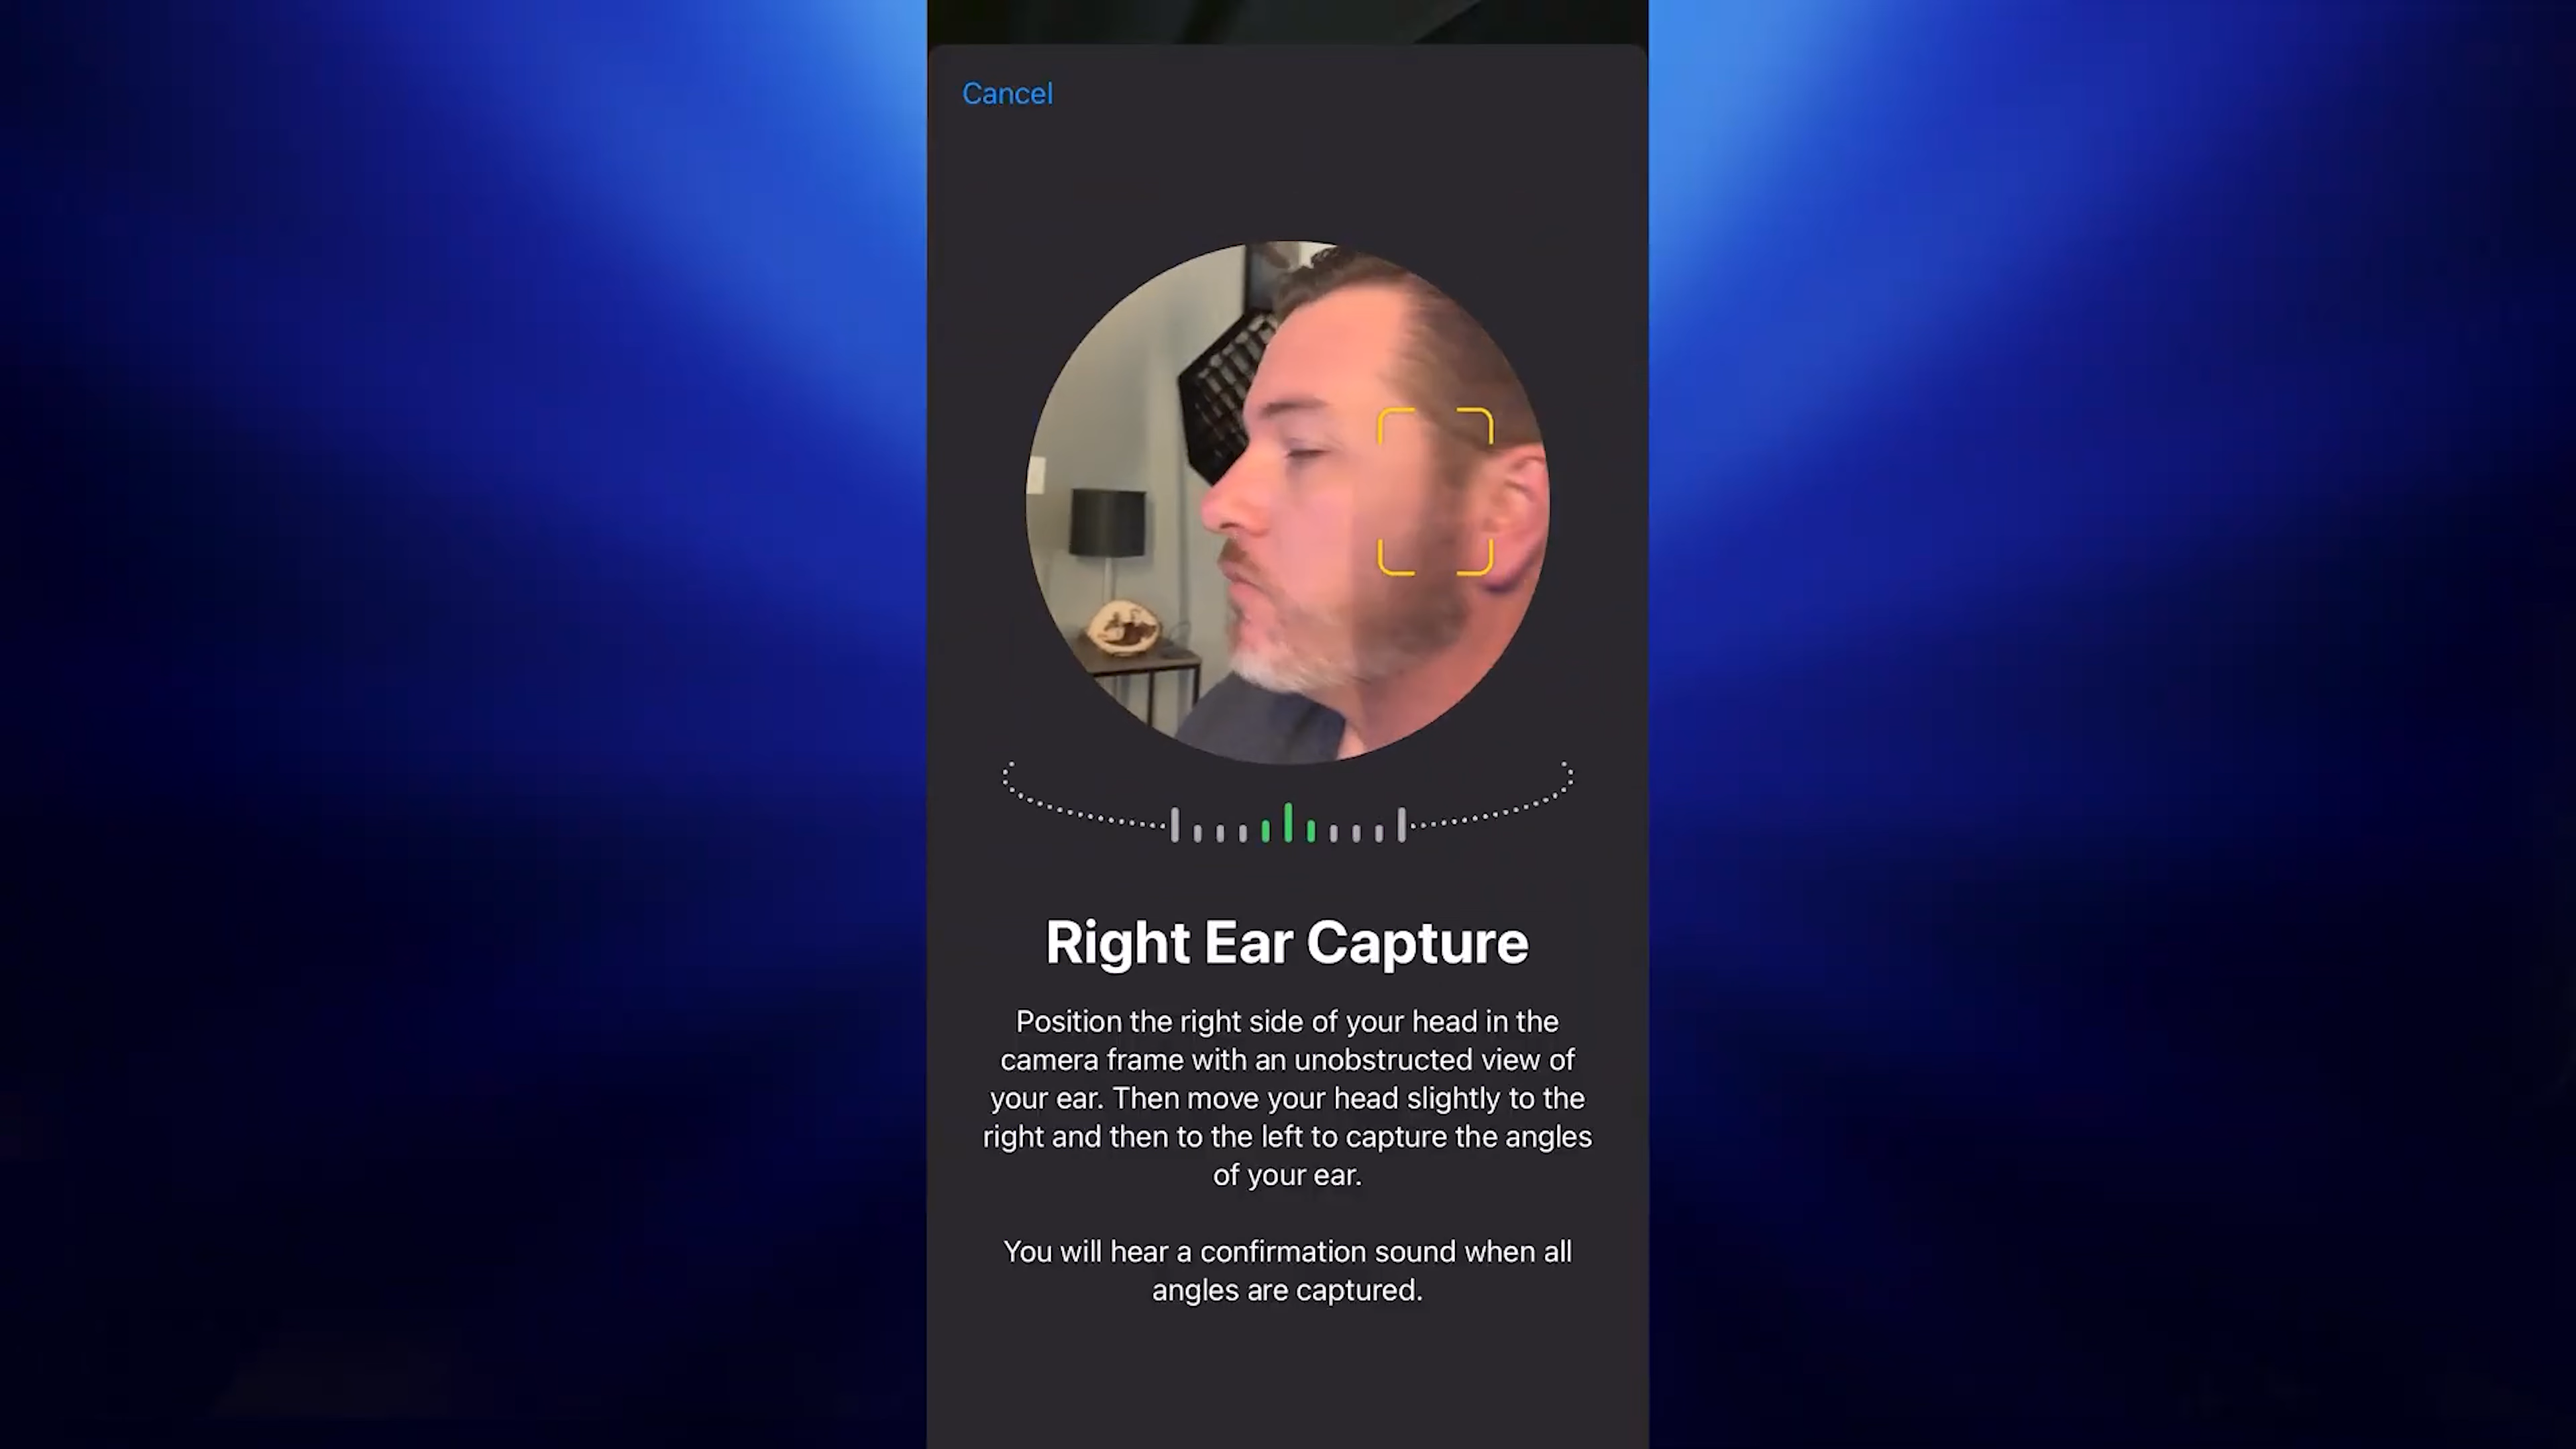 Cancel
Right Ear Capture
Position the right side of your head in the
camera frame with an unobstructed view of
your ear. Then move your head slightly to the
right and then to the left to capture the angles
of your ear.
You will hear a confirmation sound when all
angles are captured.